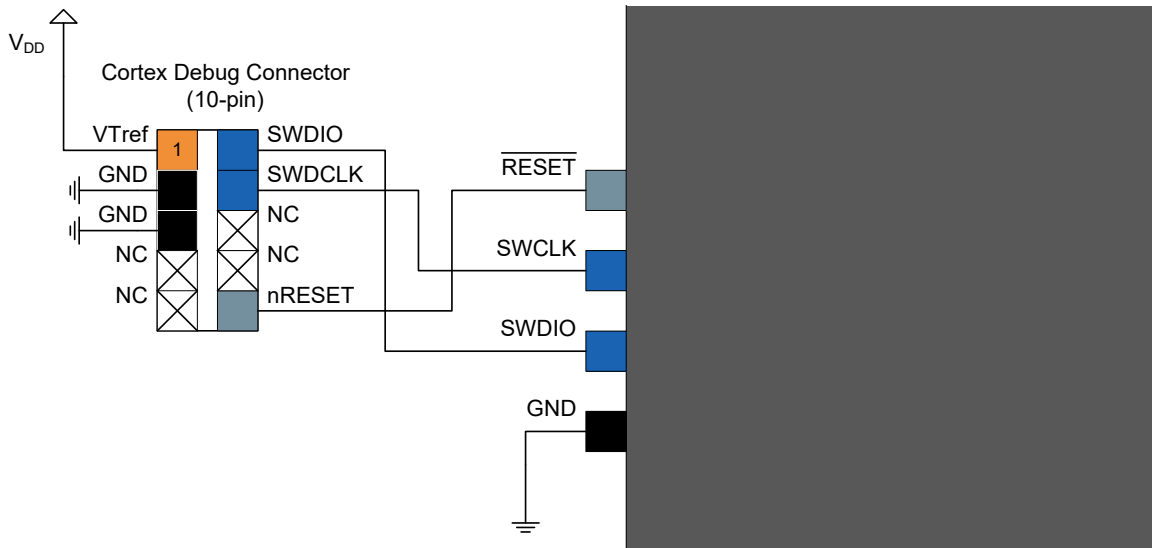 V_DD
Cortex Debug Connector
(10-pin)
VTref
1
SWDIO
GND
SWDCLK
GND
NC
NC
NC
NC
nRESET
RESET
SWCLK
SWDIO
GND